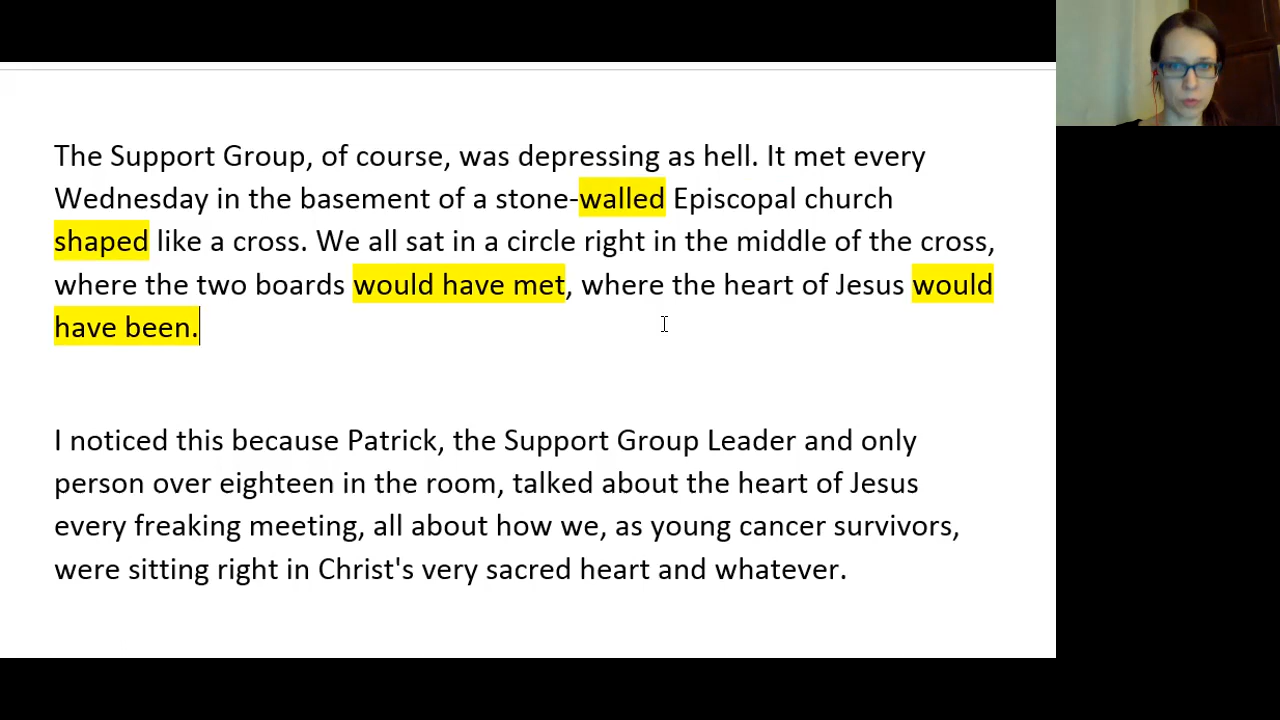 The Support Group, of course, was depressing as hell. It met every
Wednesday in the basement of a stone-walled Episcopal church
shaped like a cross. We all sat in a circle right in the middle of the cross,
where the two boards would have met, where the heart of Jesus would
have been.
I noticed this because Patrick, the Support Group Leader and only
person over eighteen in the room, talked about the heart of Jesus
every freaking meeting, all about how we, as young cancer survivors,
were sitting right in Christ's very sacred heart and whatever.